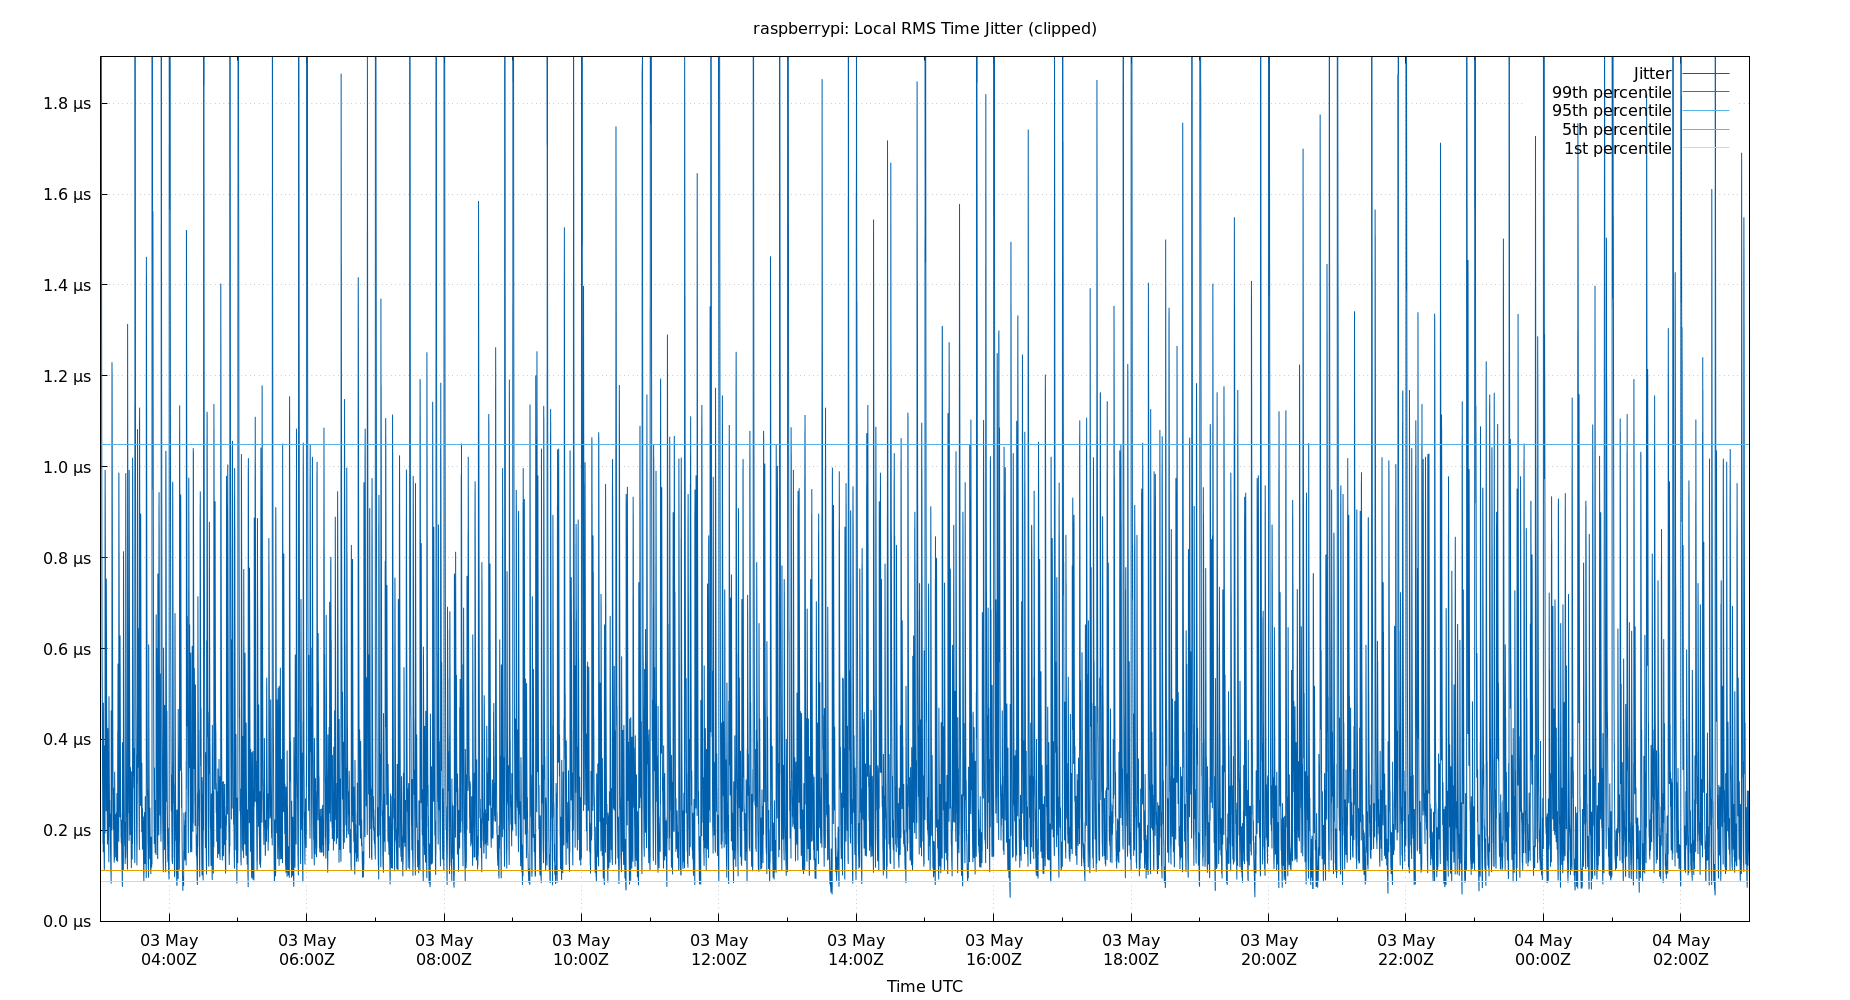 raspberrypi: Local RMS Time Jitter (clipped)
Jitter
99th percentile
95th percentile
5th percentile
1st percentile
1.8 µs
1.6 µs
1.4 µs
1.2 µs
1.0 µs
0.8 µs
0.6 µs
0.4 µs
0.2 µs
0.0 µs
03 May 03 May 03 May 03 May 03 May 03 May 03 May 03 May 03 May 03 May 04 May 04 May
04:00Z 06:00Z 08:00Z 10:00Z 12:00Z 14:00Z 16:00Z 18:00Z 20:00Z 22:00Z 00:00Z 02:00Z
Time UTC